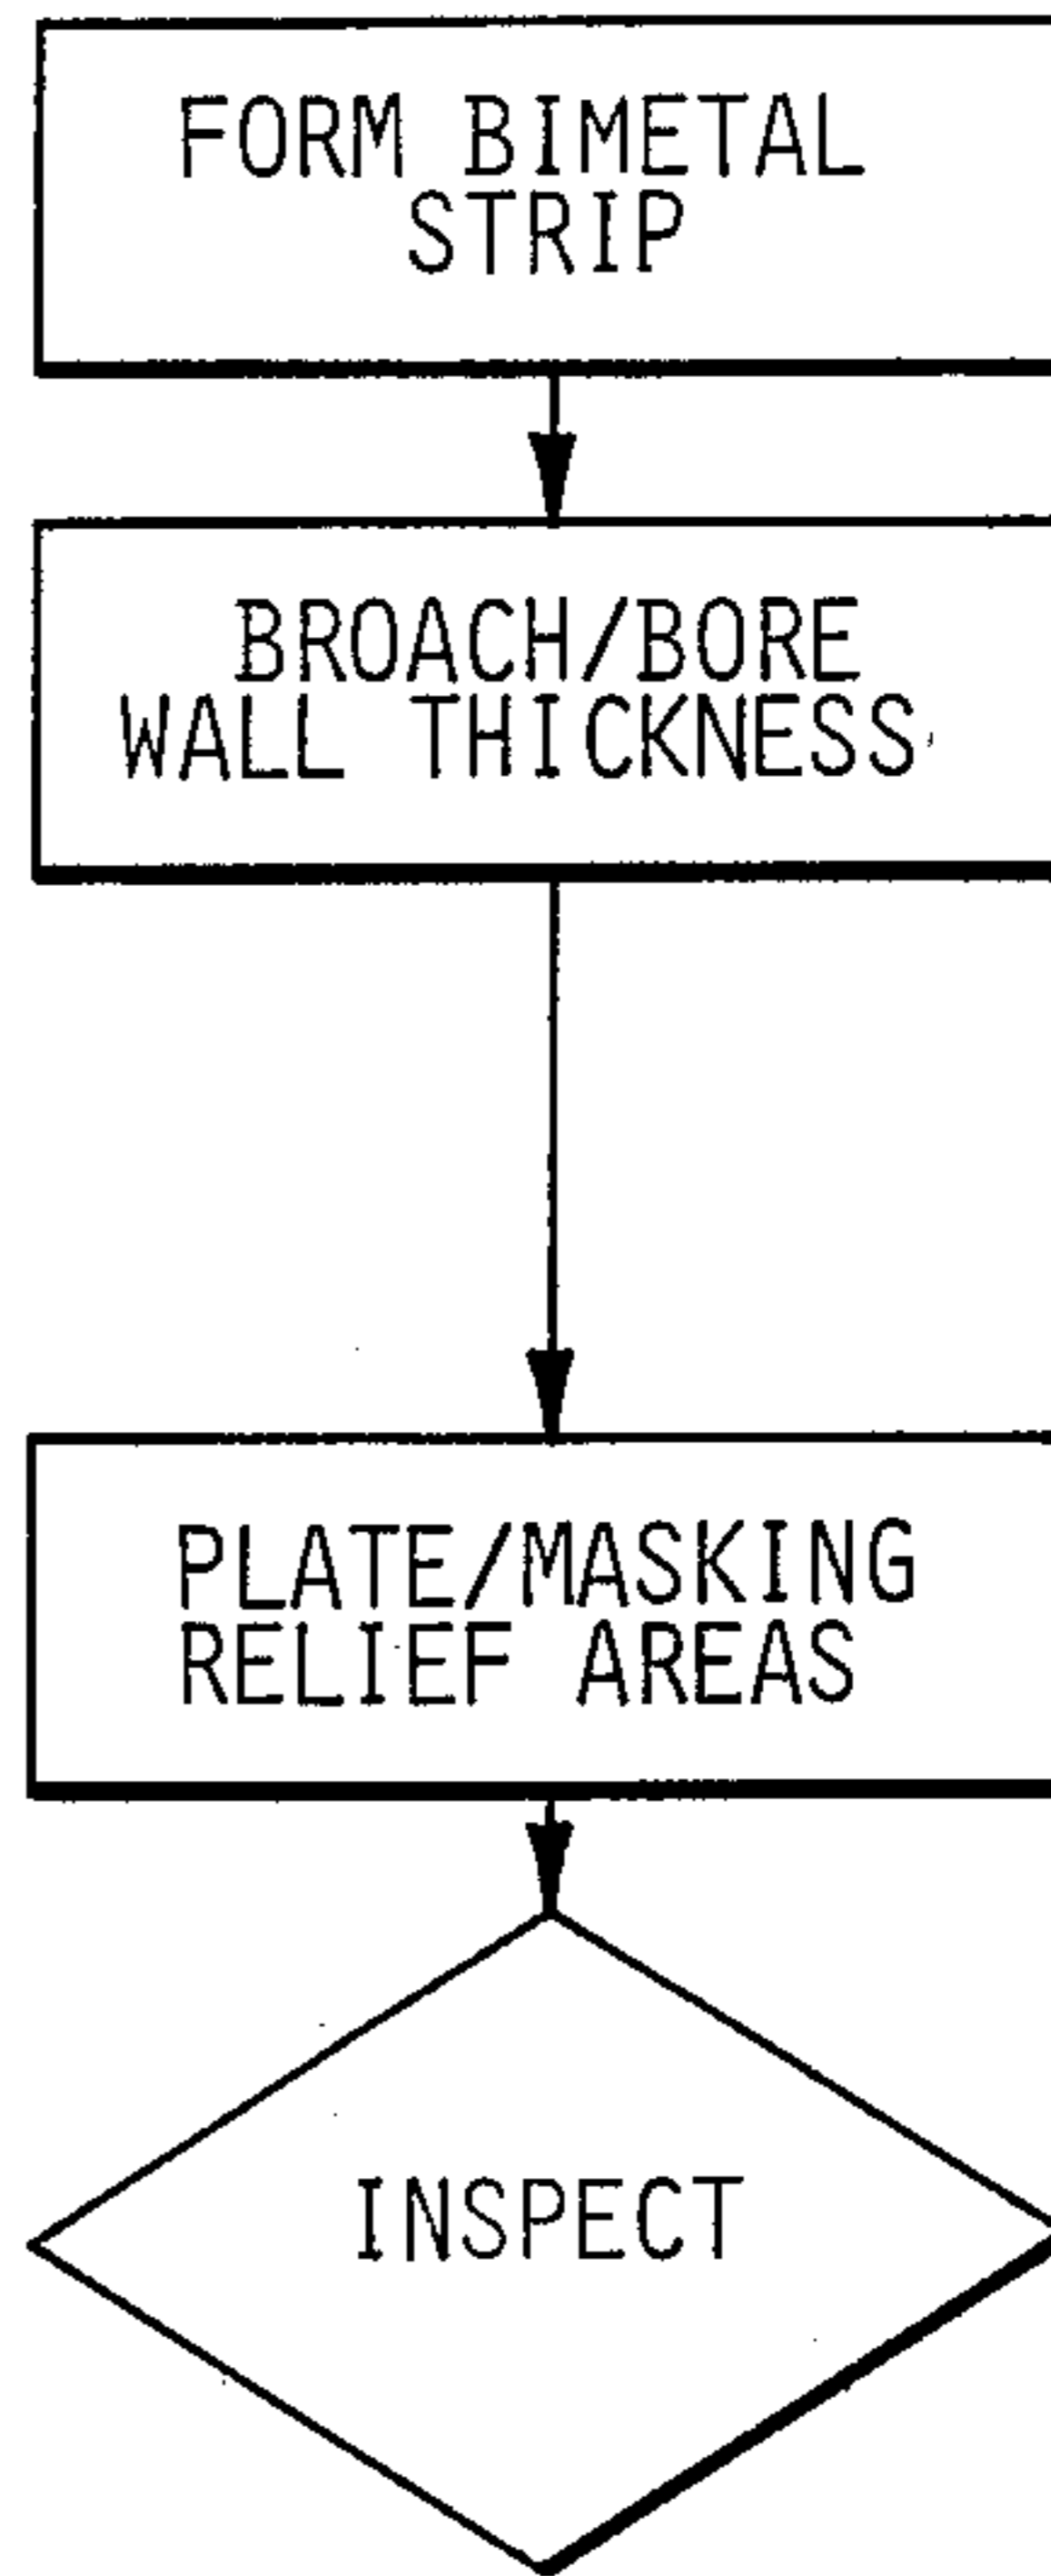 FORM BIMETAL
STRIP
BROACH/BORE
WALL THICKNESS
PLATE/MASKING
RELIEF AREAS
INSPECT